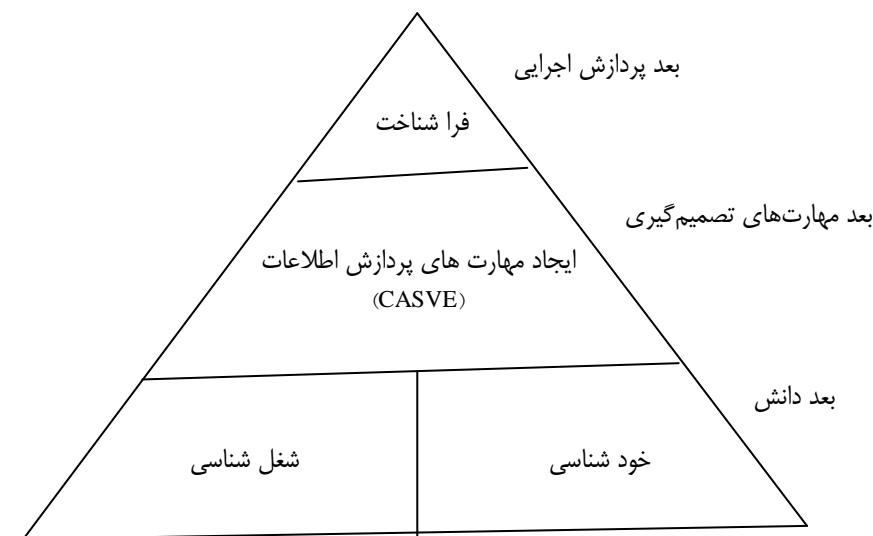 بعد پردازش اجرایی
فرا شناخت
بعد مهارت‌های تصمیم‌گیری
ایجاد مهارت های پردازش اطلاعات
(CASVE)
بعد دانش
خود شناسی
شغل شناسی